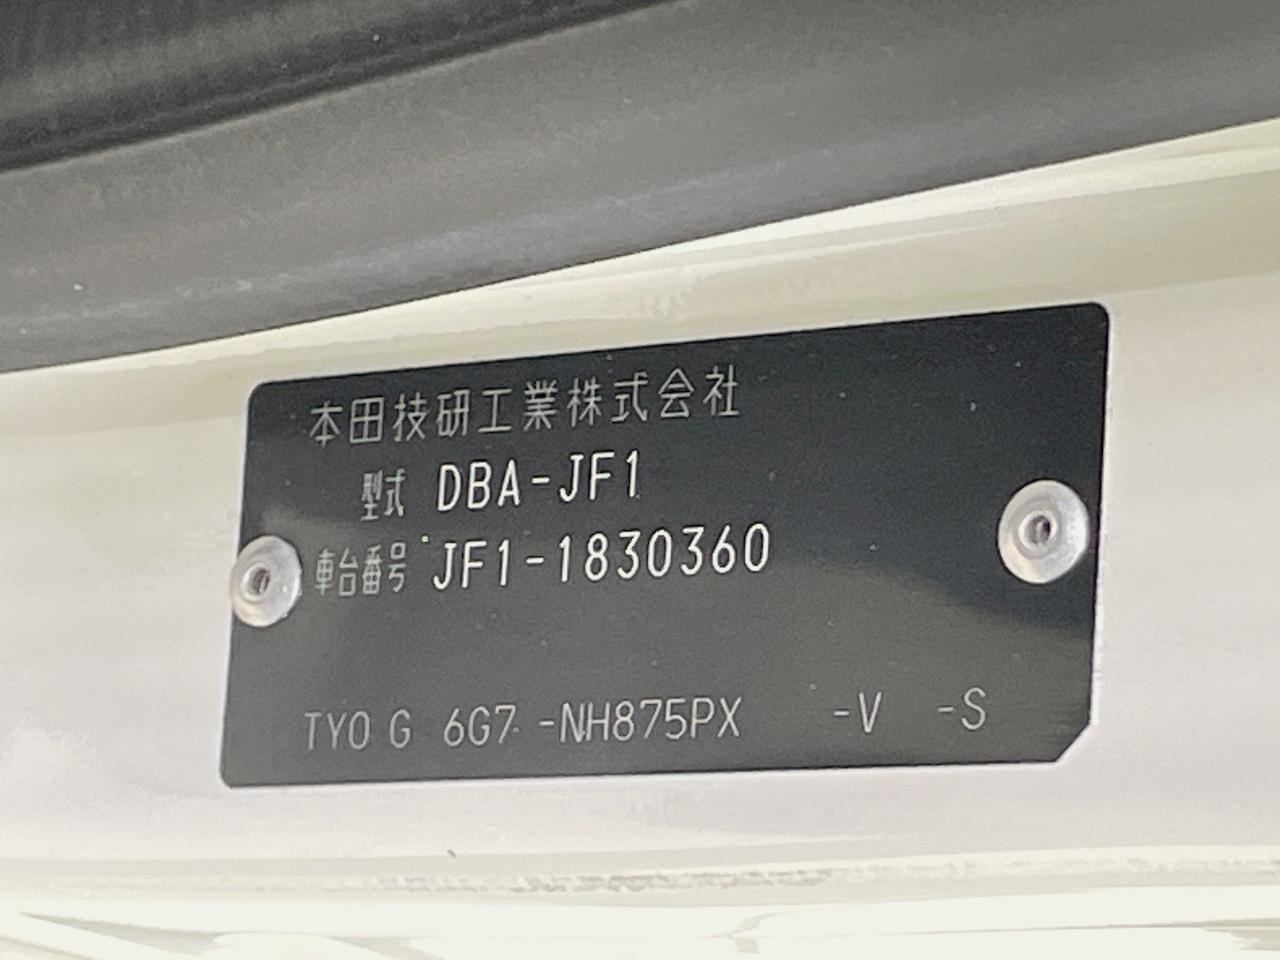 本田技研工業株式会社
型式 DBA-JF1
車台番号 JF1-1830360
TYO G 6G7 -NH875PX -V -S